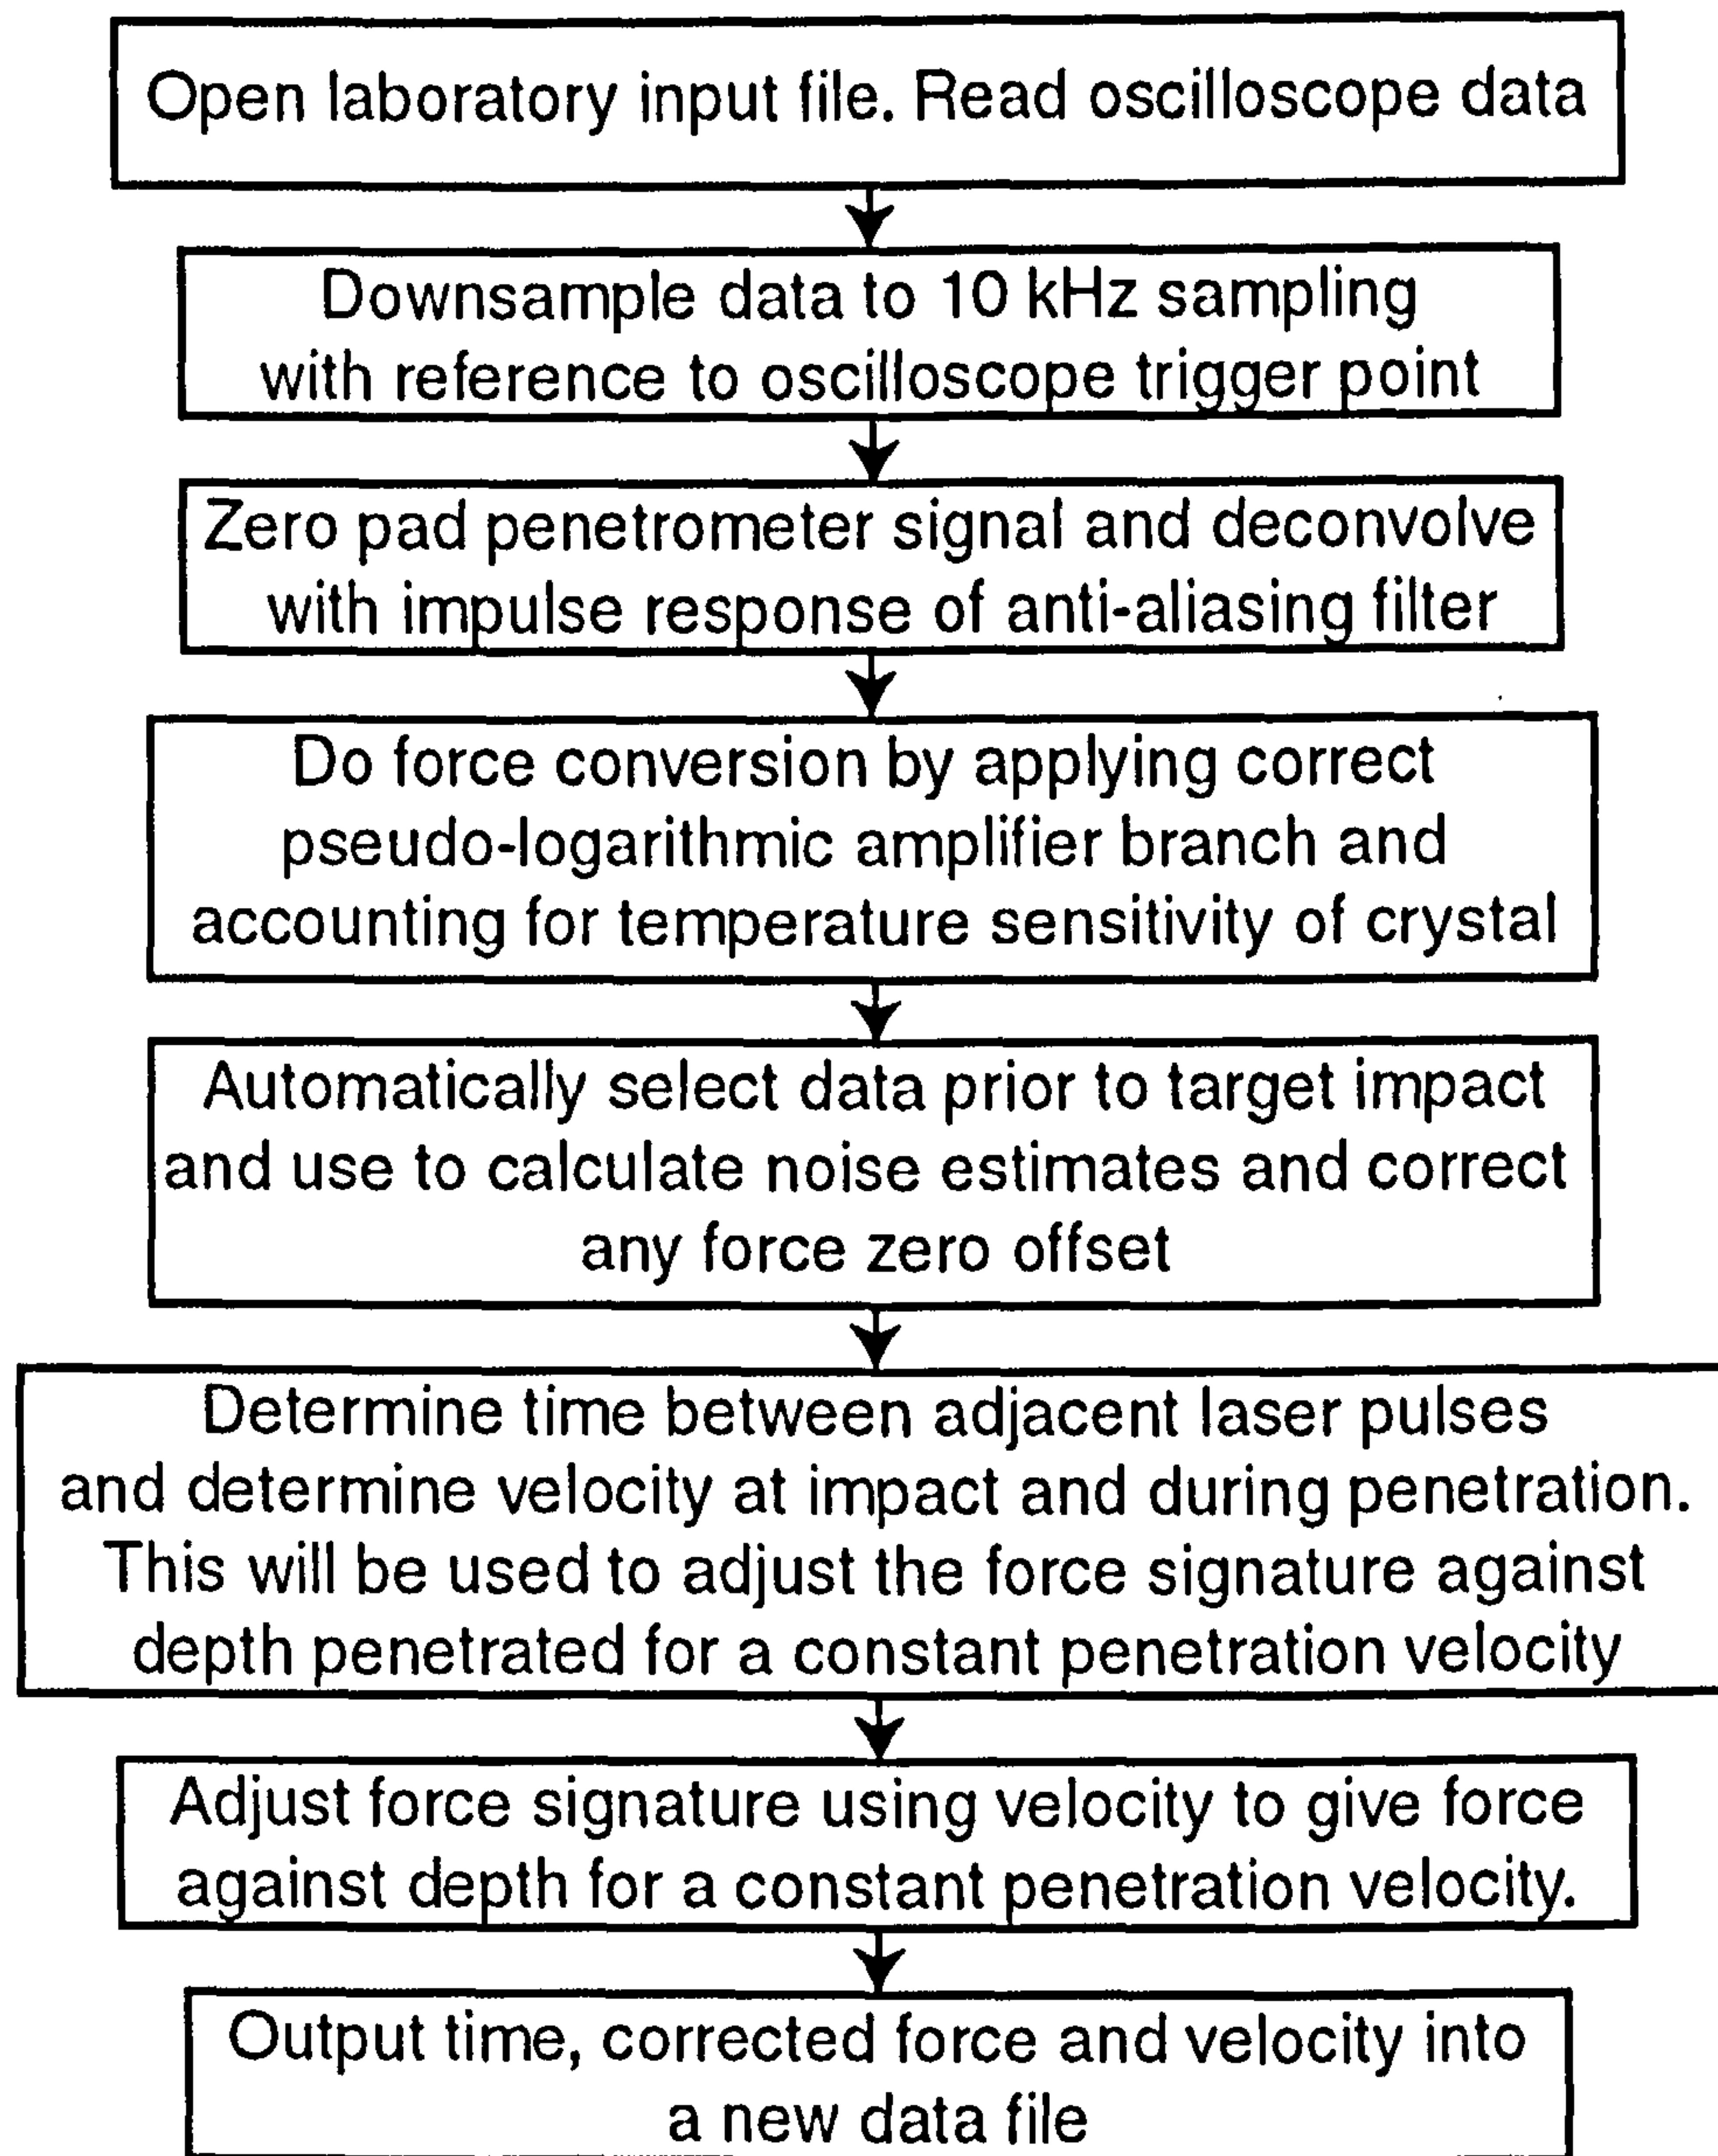 Open laboratory input file. Read oscilloscope data
Downsample data to 10 kHz sampling
with reference to oscilloscope trigger point
Zero pad penetrometer signal and deconvolve
with impulse response of anti-aliasing filter
Do force conversion by applying correct
pseudo-logarithmic amplifier branch and
accounting for temperature sensitivity of crystal
Automatically select data prior to target impact
and use to calculate noise estimates and correct
any force zero offset
Determine time between adjacent laser pulses
and determine velocity at impact and during penetration.
This will be used to adjust the force signature against
depth penetrated for a constant penetration velocity
Adjust force signature using velocity to give force
against depth for a constant penetration velocity.
Output time, corrected force and velocity into
a new data file